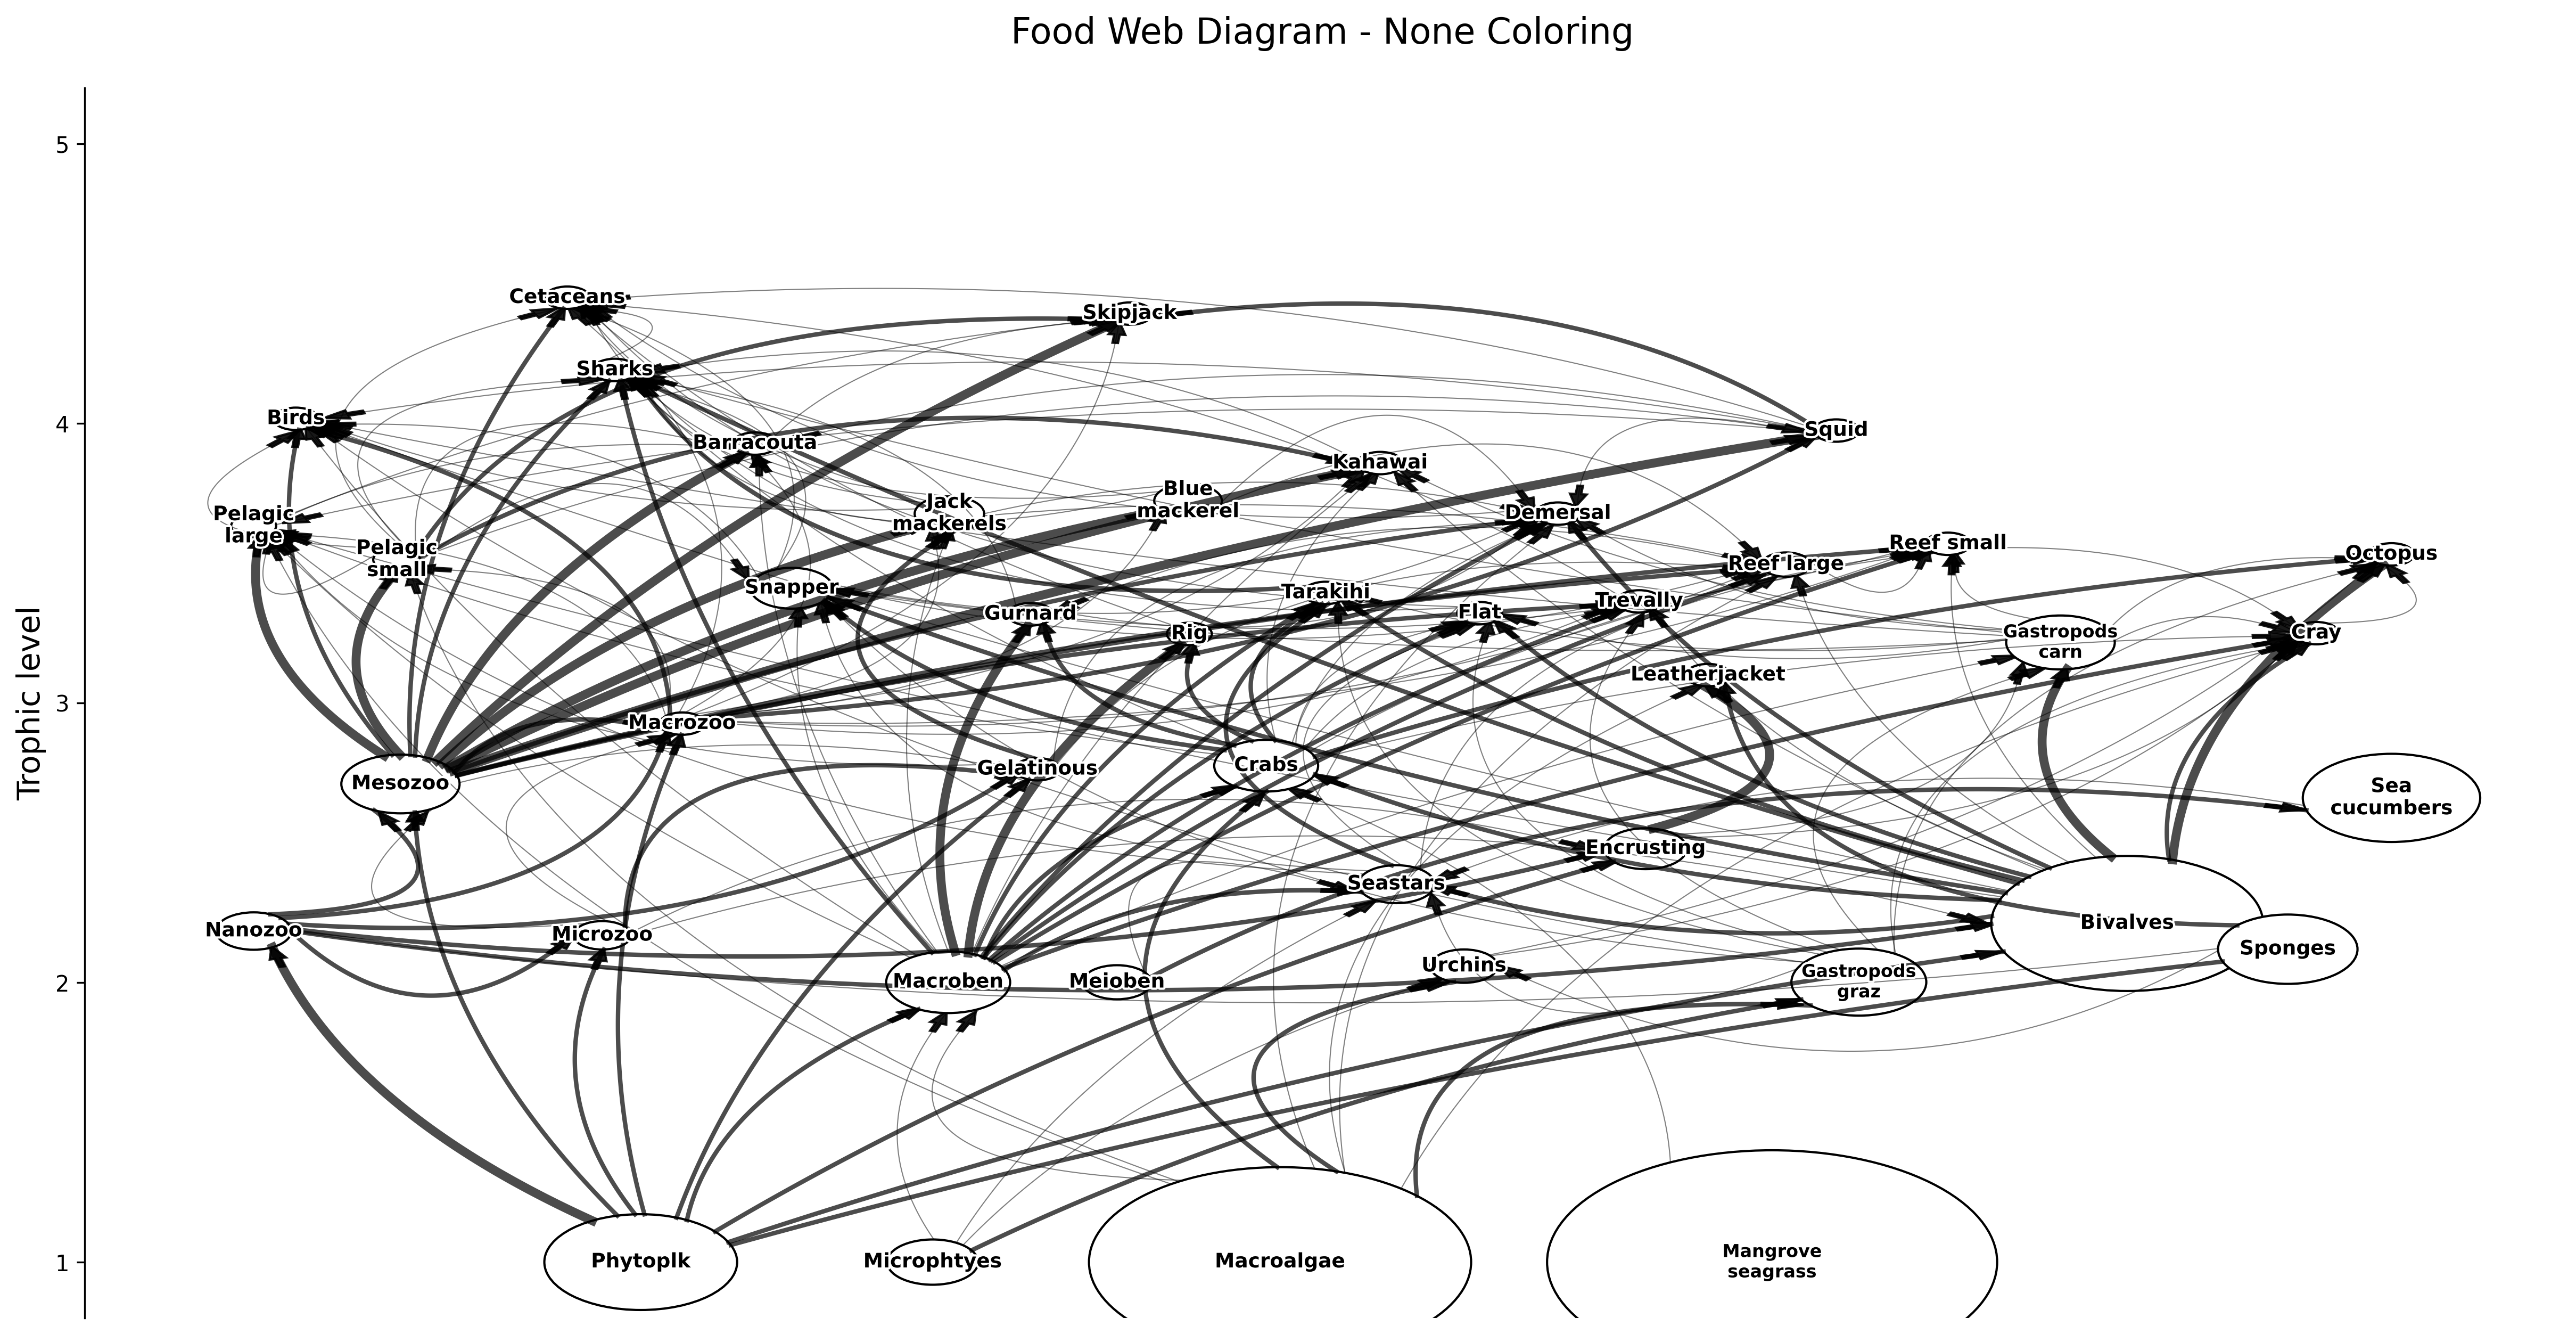 Food Web Diagram - None Coloring
Trophic level
5
4
3
2
1
Cetaceans
Skipjack
Sharks
Birds
Squid
Barracouta
Kahawai
Jack
mackerels
Blue
mackerel
Pelagic
large
Demersal
Pelagic
small
Reef small
Octopus
Reef large
Snapper
Tarakihi
Trevally
Gurnard
Flat
Rig
Gastropods
carn
Cray
Leatherjacket
Macrozoo
Mesozoo
Gelatinous
Crabs
Sea
cucumbers
Encrusting
Seastars
Nanozoo
Microzoo
Bivalves
Sponges
Macroben
Meioben
Urchins
Gastropods
graz
Phytoplk
Microphtyes
Macroalgae
Mangrove
seagrass